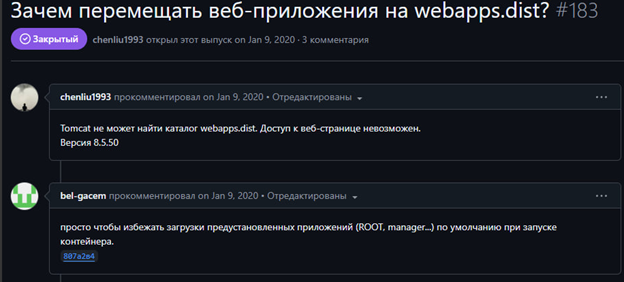 Зачем перемещать веб-приложения на webapps.dist? #183
Закрытый chenliu1993 открыл этот выпуск on Jan 9, 2020 · 3 комментария
chenliu1993 прокомментировал on Jan 9, 2020 • Отредактированы
Tomcat не может найти каталог webapps.dist. Доступ к веб-странице невозможен.
Версия 8.5.50
bel-gacem прокомментировал on Jan 9, 2020 • Отредактированы
просто чтобы избежать загрузки предустановленных приложений (ROOT, manager...) по умолчанию при запуске
контейнера.
807a2в4